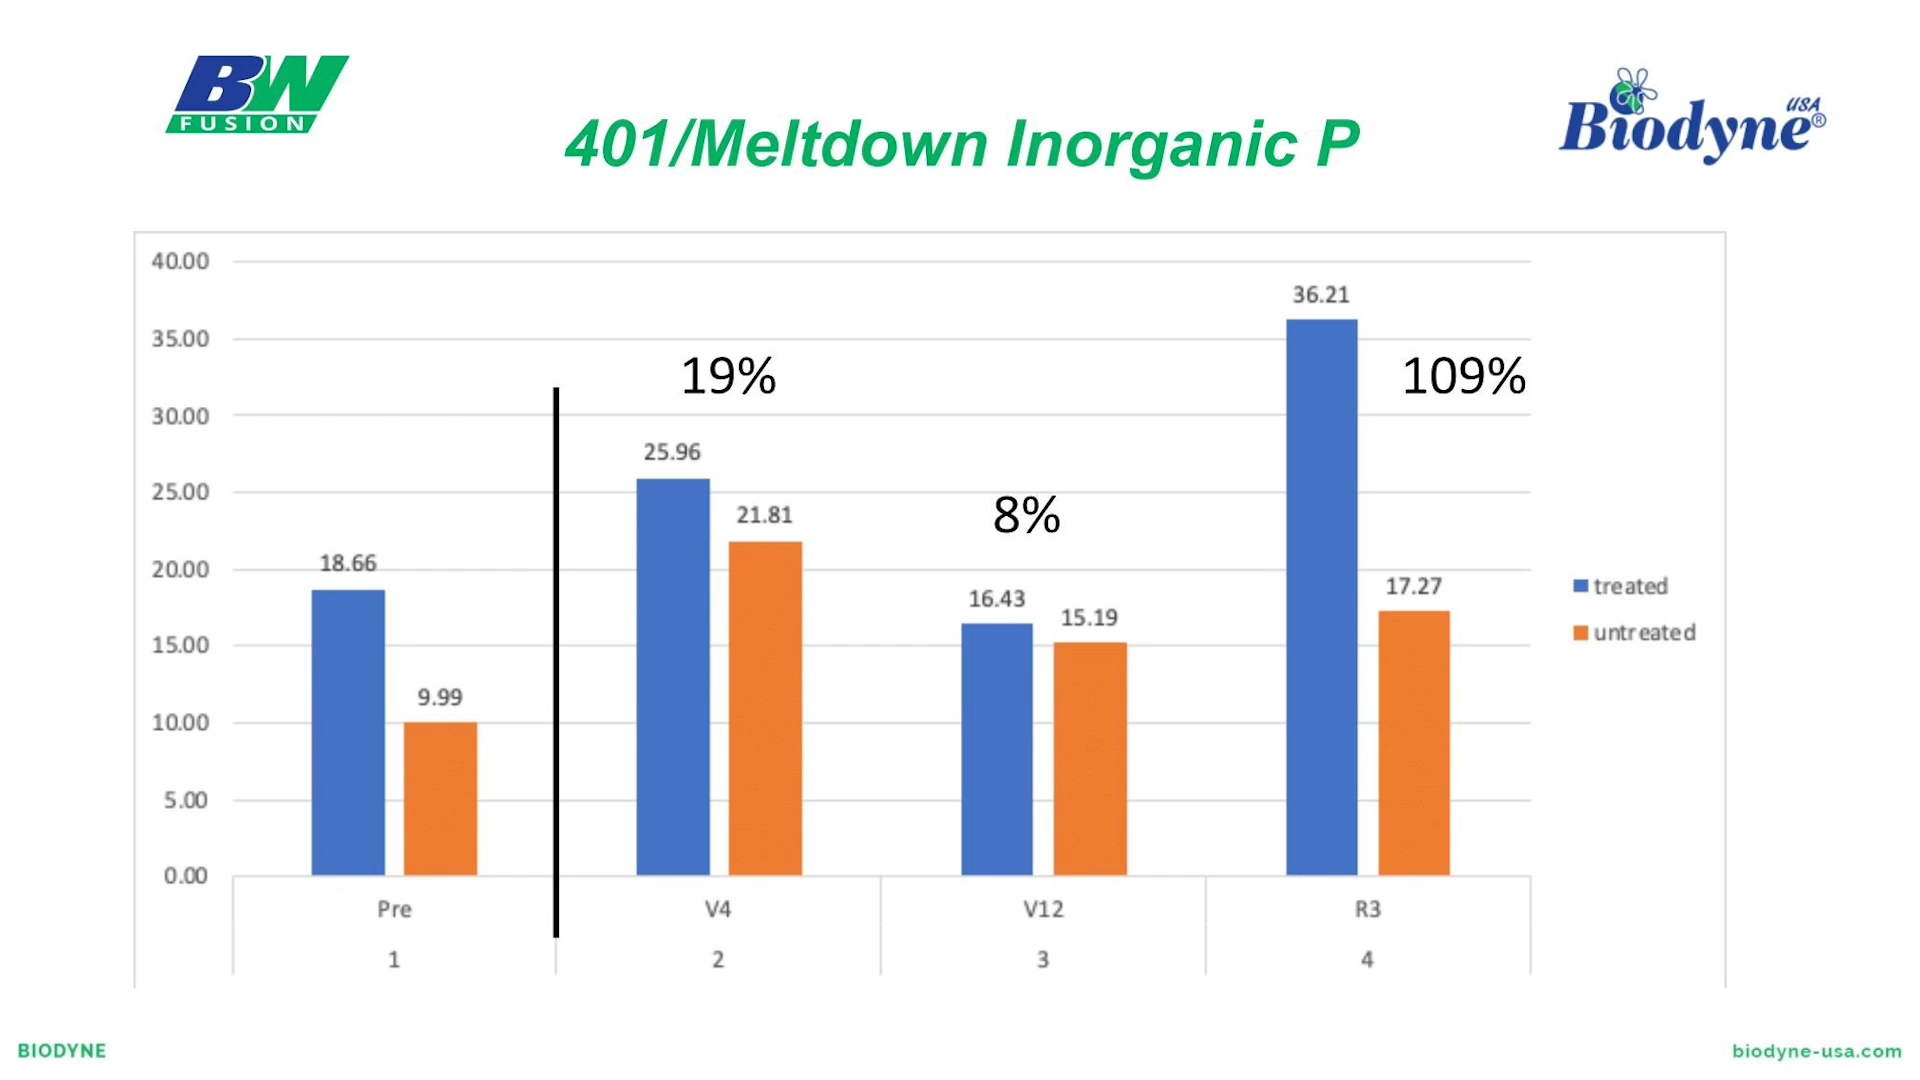 BW
FUSION
401/Meltdown Inorganic P
Biodyne USA®
40.00
35.00
30.00
25.00
20.00
15.00
10.00
5.00
0.00
18.66
9.99
19%
25.96
21.81
8%
16.43
15.19
36.21
109%
17.27
treated
untreated
Pre V4 V12 R3
1 2 3 4
BIODYNE
biodyne-usa.com